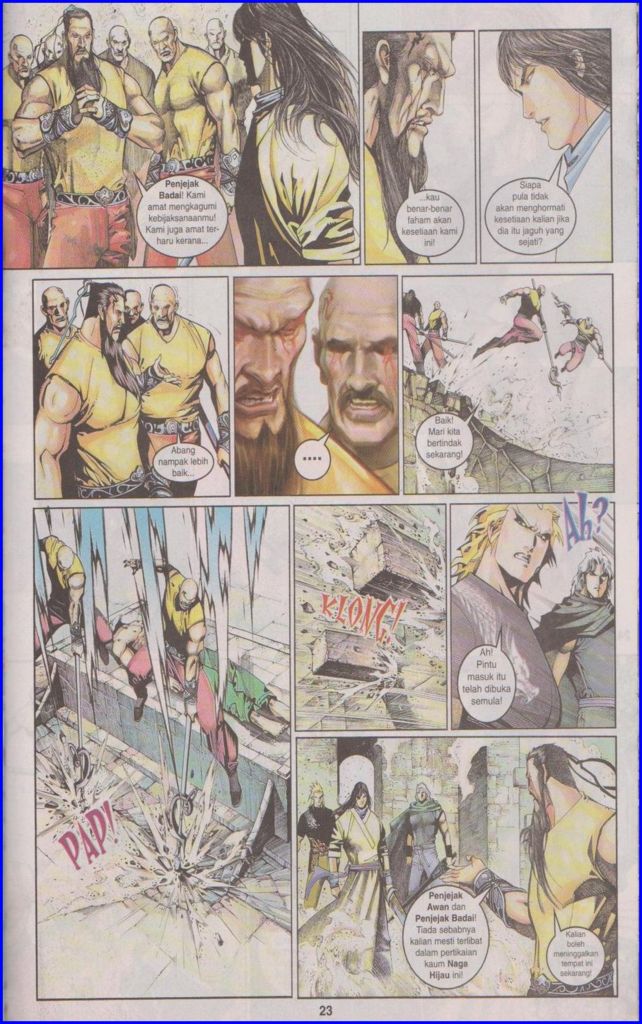 Penjejak
Badai! Kami
amat mengkagumi
kebijaksanaanmu!
Kami juga amat ter-
haru kerana...
...kau
benar-benar
faham akan
kesetiaan kami
ini!
Siapa
pula tidak
akan menghormati
kesetiaan kalian jika
dia itu jaguh yang
sejati?
Abang
nampak lebih
baik...
....
Baik!
Mari kita
bertindak
sekarang!
PAP!
KLONG!
Ah?
Ah!
Pintu
masuk itu
telah dibuka
semula!
Penjejak
Awan dan
Penjejak Badai!
Tiada sebabnya
kalian mesti terlibat
dalam pertikaian
kaum Naga
Hijau ini!
Kalian
boleh
meninggalkan
tempat ini
sekarang!
23